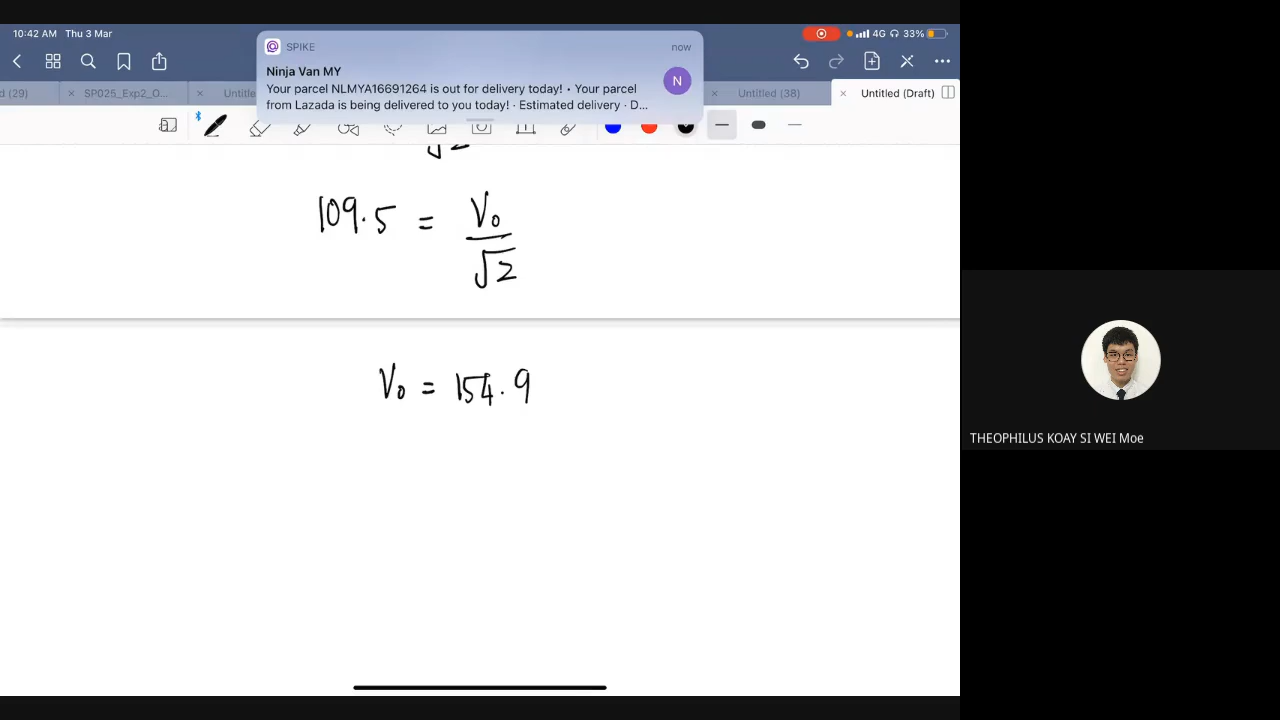 10:42 AM Thu 3 Mar
4G 33%
SPIKE now
Ninja Van MY
Your parcel NLMYA16691264 is out for delivery today! • Your parcel
from Lazada is being delivered to you today! · Estimated delivery · D...
N
d (29) × SP025_Exp2_O... × Untitle × Untitled (38) × Untitled (Draft)
√2
109.5 = V₀/√2
V₀ = 154.9
THEOPHILUS KOAY SI WEI Moe